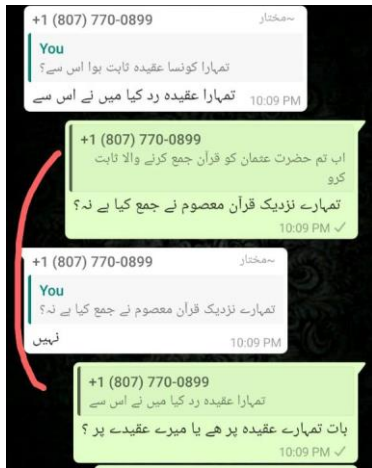 +1 (807) 770-0899 ~مختار
You
تمہارا کونسا عقیدہ ثابت ہوا اس سے؟
تمہارا عقیدہ رد کیا میں نے اس سے
10:09 PM
+1 (807) 770-0899
اب تم حضرت عثمان کو قرآن جمع کرنے والا ثابت
کرو
تمہارے نزدیک قرآن معصوم نے جمع کیا ہے نہ؟
10:09 PM
+1 (807) 770-0899 ~مختار
You
تمہارے نزدیک قرآن معصوم نے جمع کیا ہے نہ؟
نہیں
10:09 PM
+1 (807) 770-0899
تمہارا عقیدہ رد کیا میں نے اس سے
بات تمہارے عقیدہ پر ھے یا میرے عقیدے پر ؟
10:09 PM